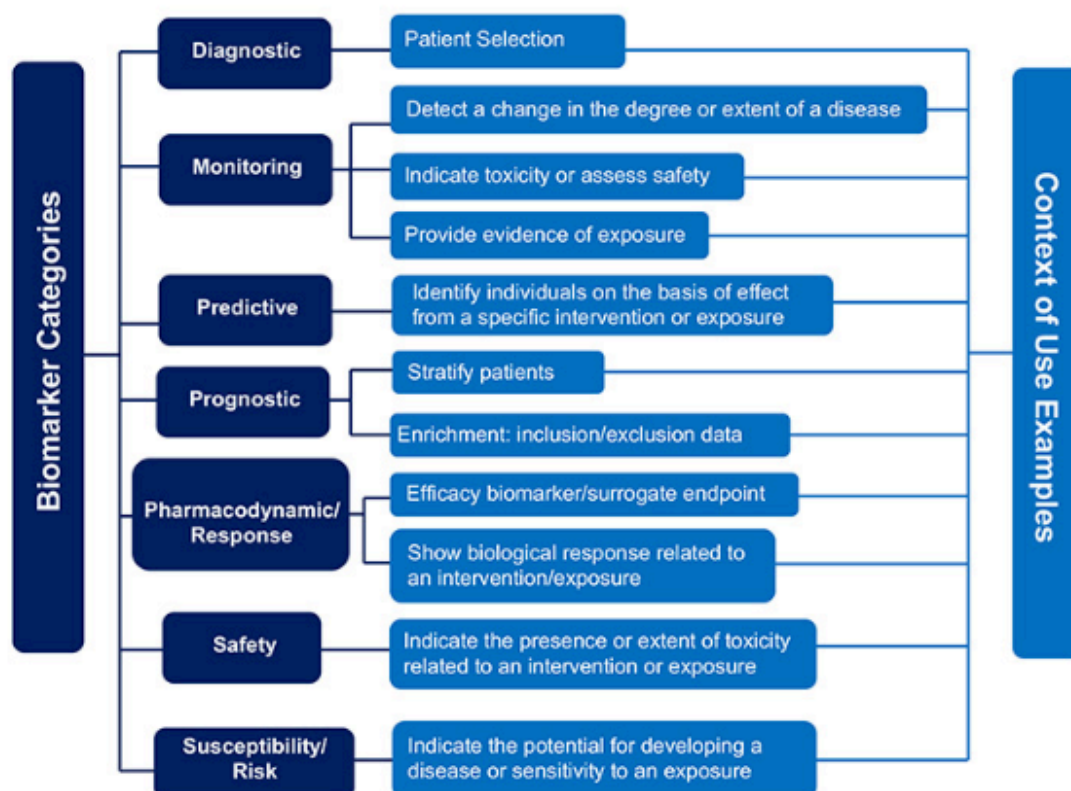 Biomarker Categories
Diagnostic
Patient Selection
Monitoring
Detect a change in the degree or extent of a disease
Indicate toxicity or assess safety
Provide evidence of exposure
Predictive
Identify individuals on the basis of effect
from a specific intervention or exposure
Prognostic
Stratify patients
Enrichment: inclusion/exclusion data
Pharmacodynamic/
Response
Efficacy biomarker/surrogate endpoint
Show biological response related to
an intervention/exposure
Safety
Indicate the presence or extent of toxicity
related to an intervention or exposure
Susceptibility/
Risk
Indicate the potential for developing a
disease or sensitivity to an exposure
Context of Use Examples